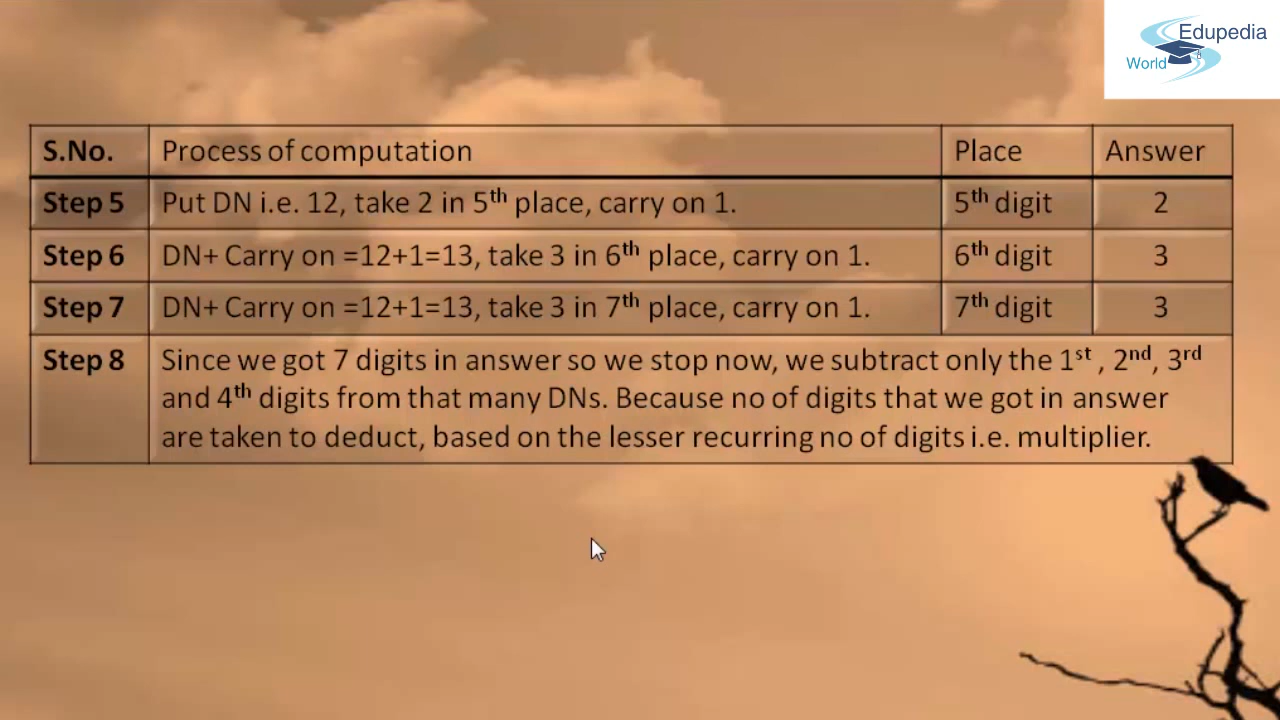 Edupedia
World
S.No. Process of computation Place Answer
Step 5 Put DN i.e. 12, take 2 in 5th place, carry on 1. 5th digit 2
Step 6 DN+ Carry on =12+1=13, take 3 in 6th place, carry on 1. 6th digit 3
Step 7 DN+ Carry on =12+1=13, take 3 in 7th place, carry on 1. 7th digit 3
Step 8 Since we got 7 digits in answer so we stop now, we subtract only the 1st , 2nd, 3rd
and 4th digits from that many DNs. Because no of digits that we got in answer
are taken to deduct, based on the lesser recurring no of digits i.e. multiplier.